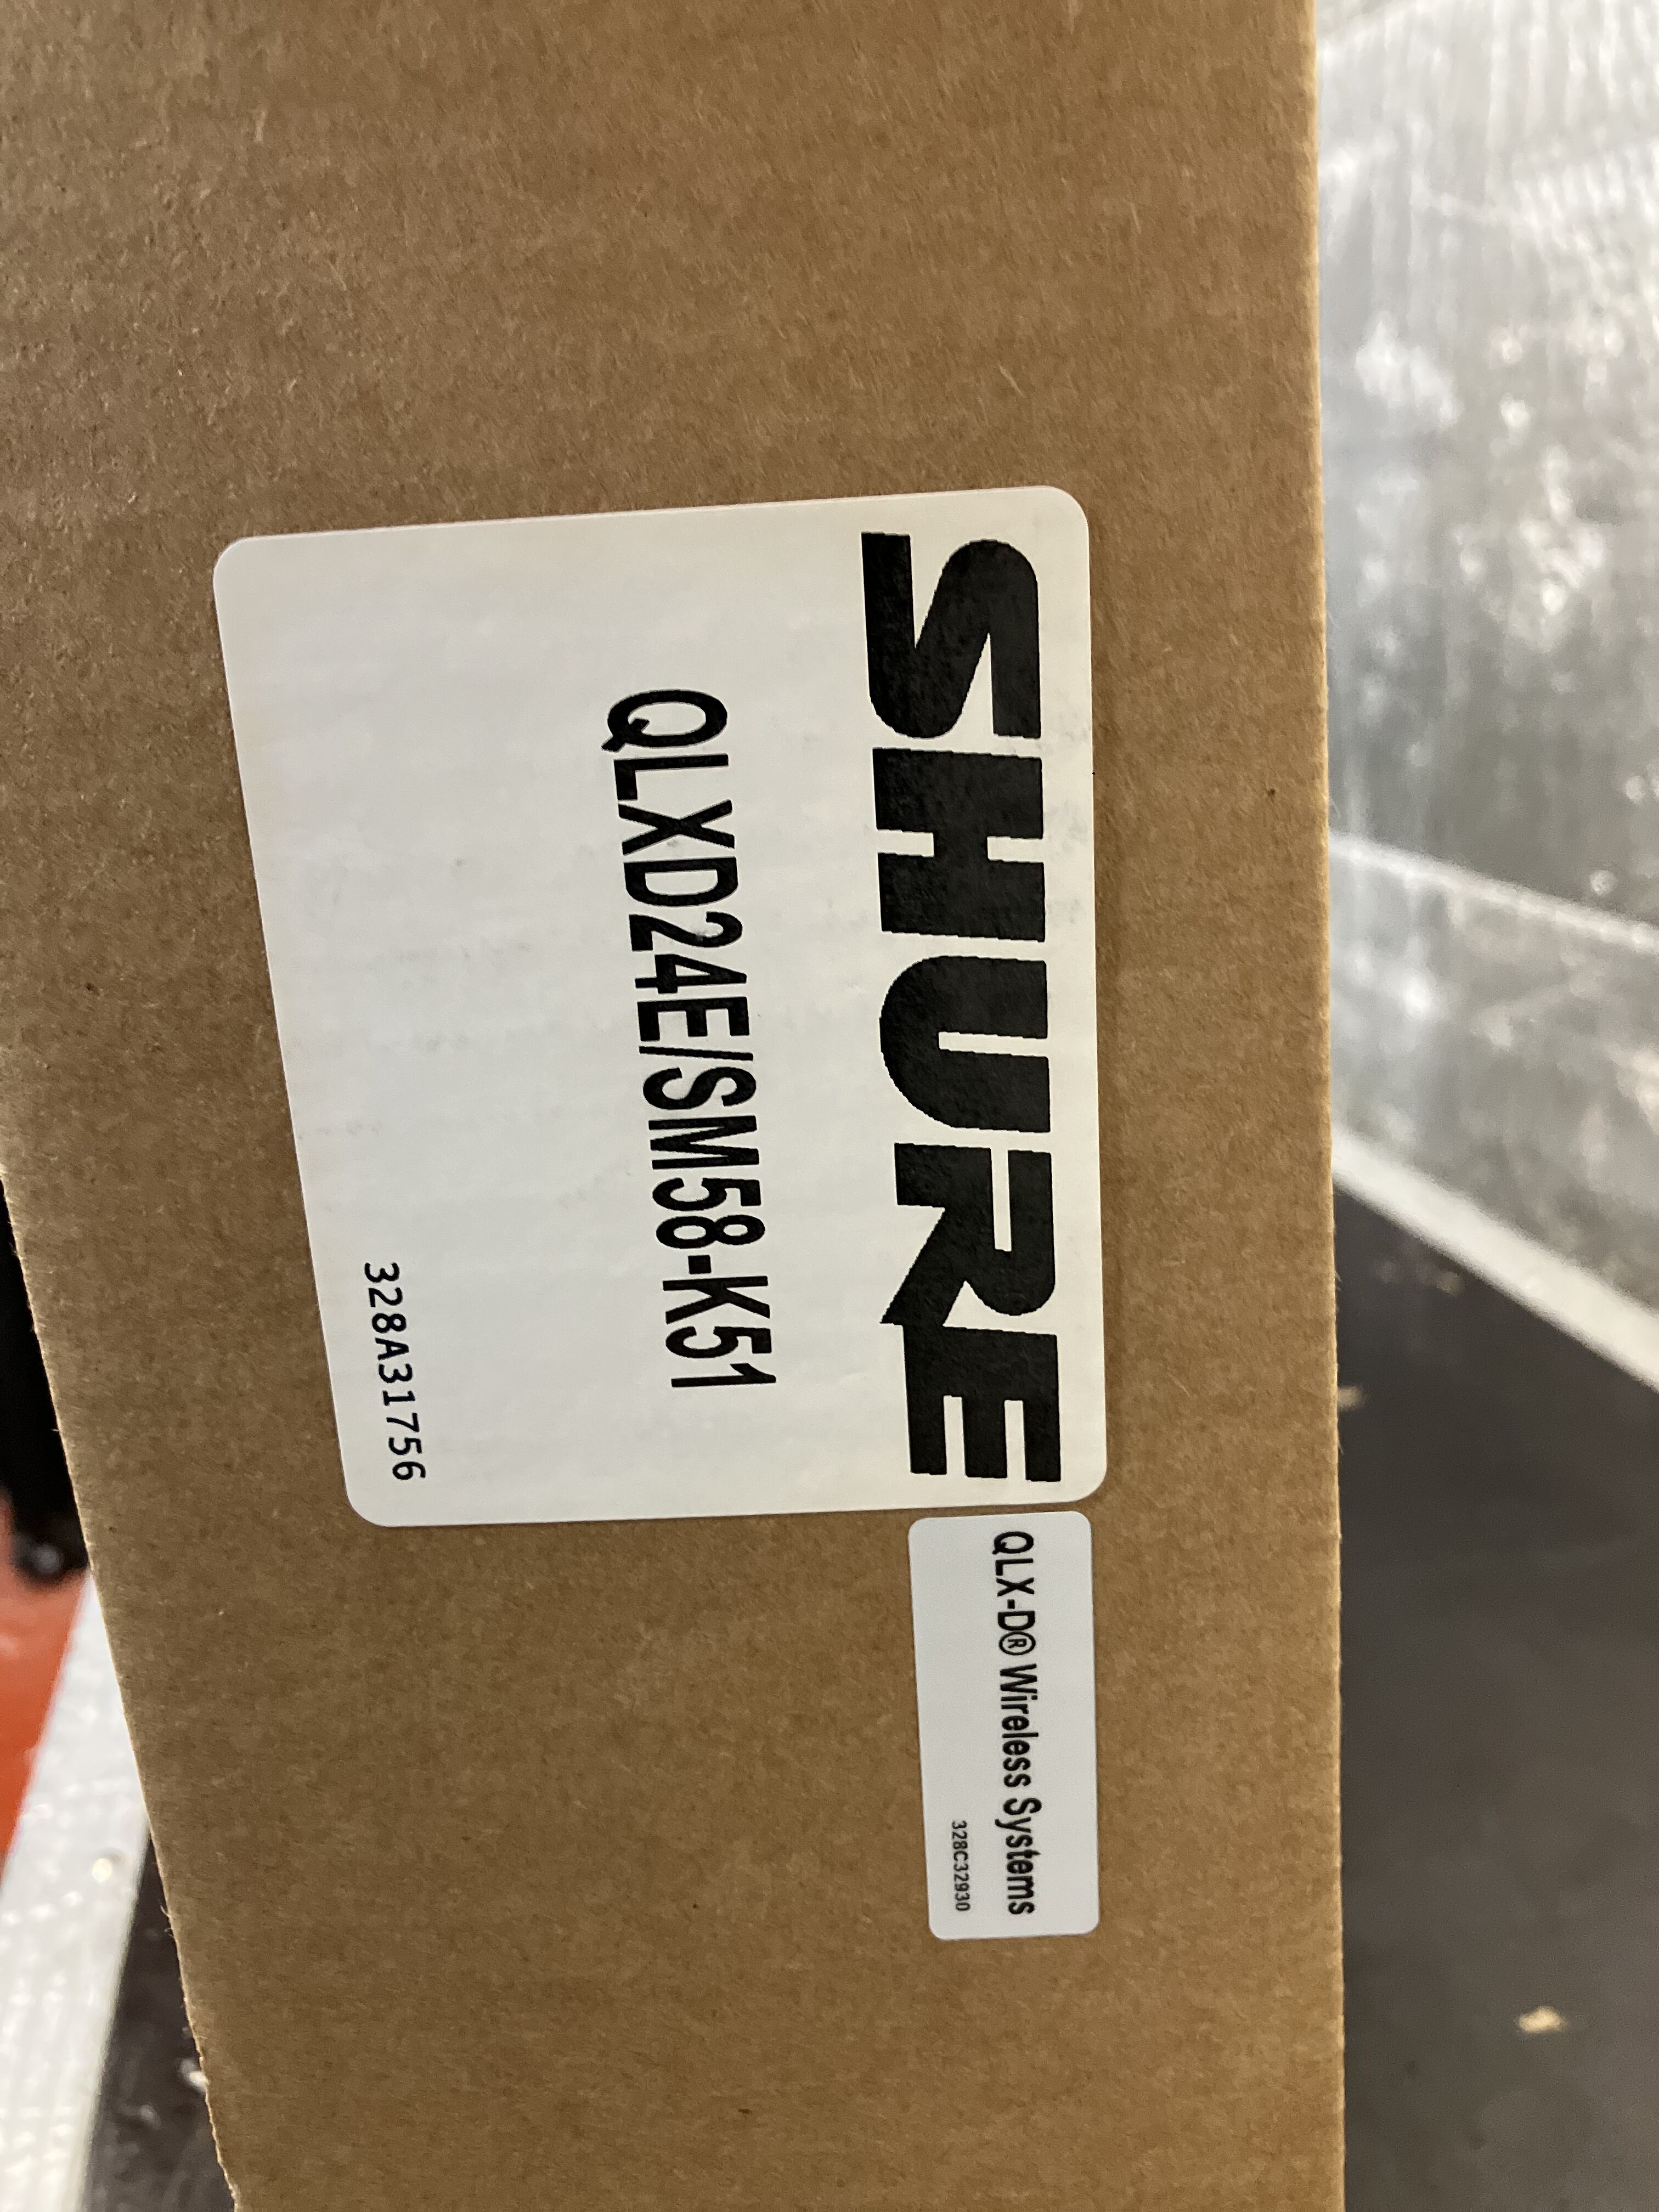 SHURE
QLXD24E/SM58-K51
328A31756
QLX-D® Wireless Systems
328C32930